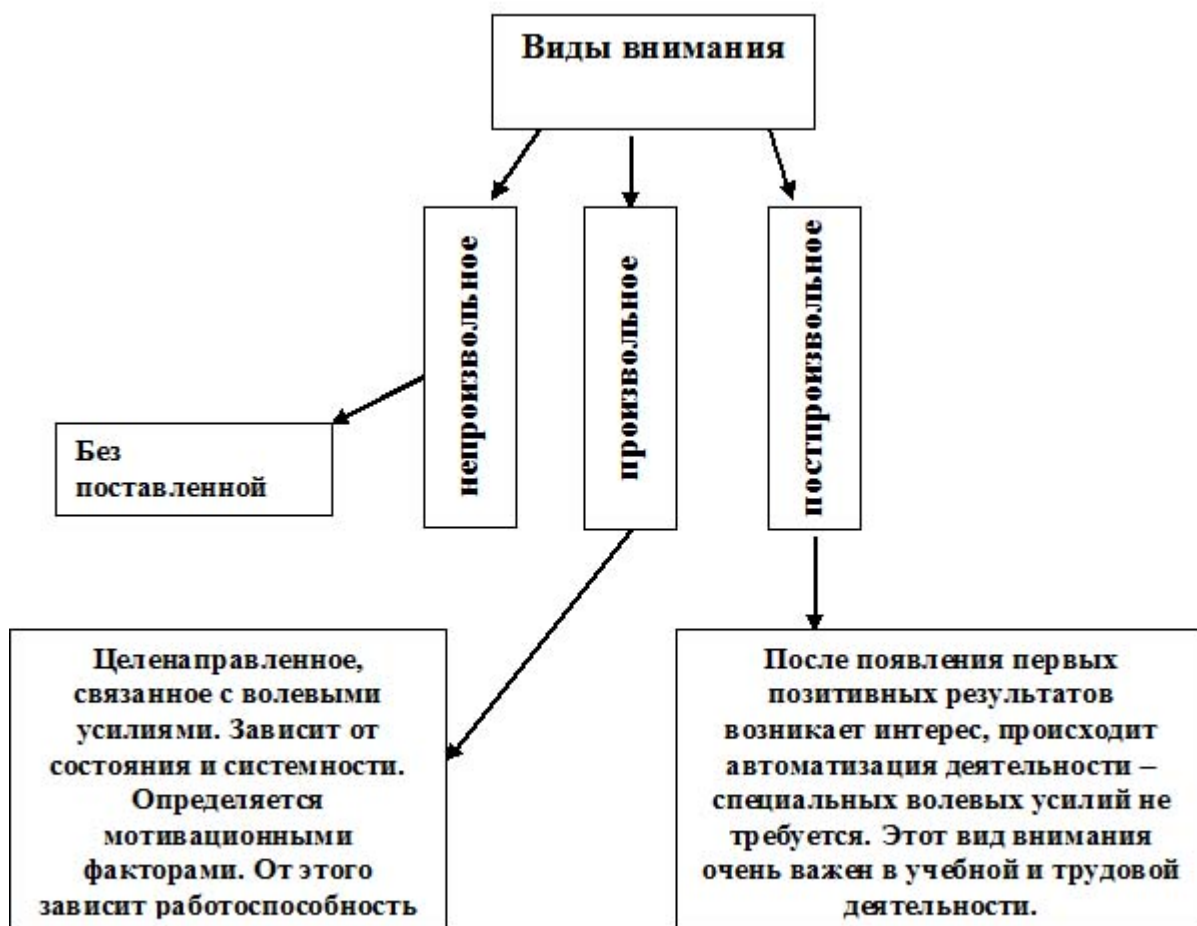 Виды внимания
непроизвольное
произвольное
постпроизвольное
Без
поставленной
Целенаправленное,
связанное с волевыми
усилиями. Зависит от
состояния и системности.
Определяется
мотивационными
факторами. От этого
зависит работоспособность
После появления первых
позитивных результатов
возникает интерес, происходит
автоматизация деятельности –
специальных волевых усилий не
требуется. Этот вид внимания
очень важен в учебной и трудовой
деятельности.